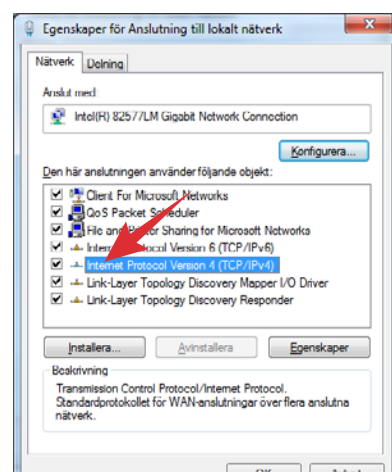 Egenskaper för Anslutning till lokalt nätverk
Nätverk Delning
Anslut med:
Intel(R) 82577LM Gigabit Network Connection
Konfigurera...
Den här anslutningen använder följande objekt:
Client For Microsoft Networks
QoS Packet Scheduler
File and Printer Sharing for Microsoft Networks
Internet Protocol Version 6 (TCP/IPv6)
Internet Protocol Version 4 (TCP/IPv4)
Link-Layer Topology Discovery Mapper I/O Driver
Link-Layer Topology Discovery Responder
Installera... Avinstallera Egenskaper
Beskrivning
Transmission Control Protocol/Internet Protocol.
Standardprotokollet för WAN-anslutningar över flera anslutna
nätverk.